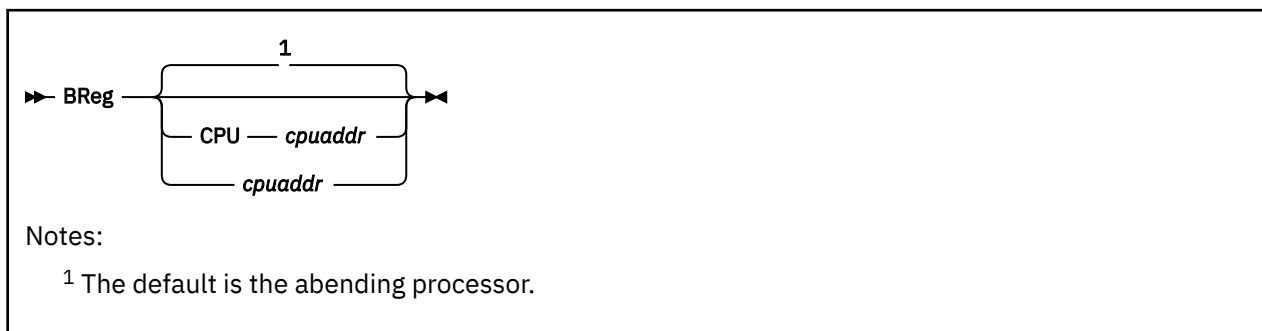 1
BReg
CPU cpuaddr
cpuaddr
Notes:
1 The default is the abending processor.